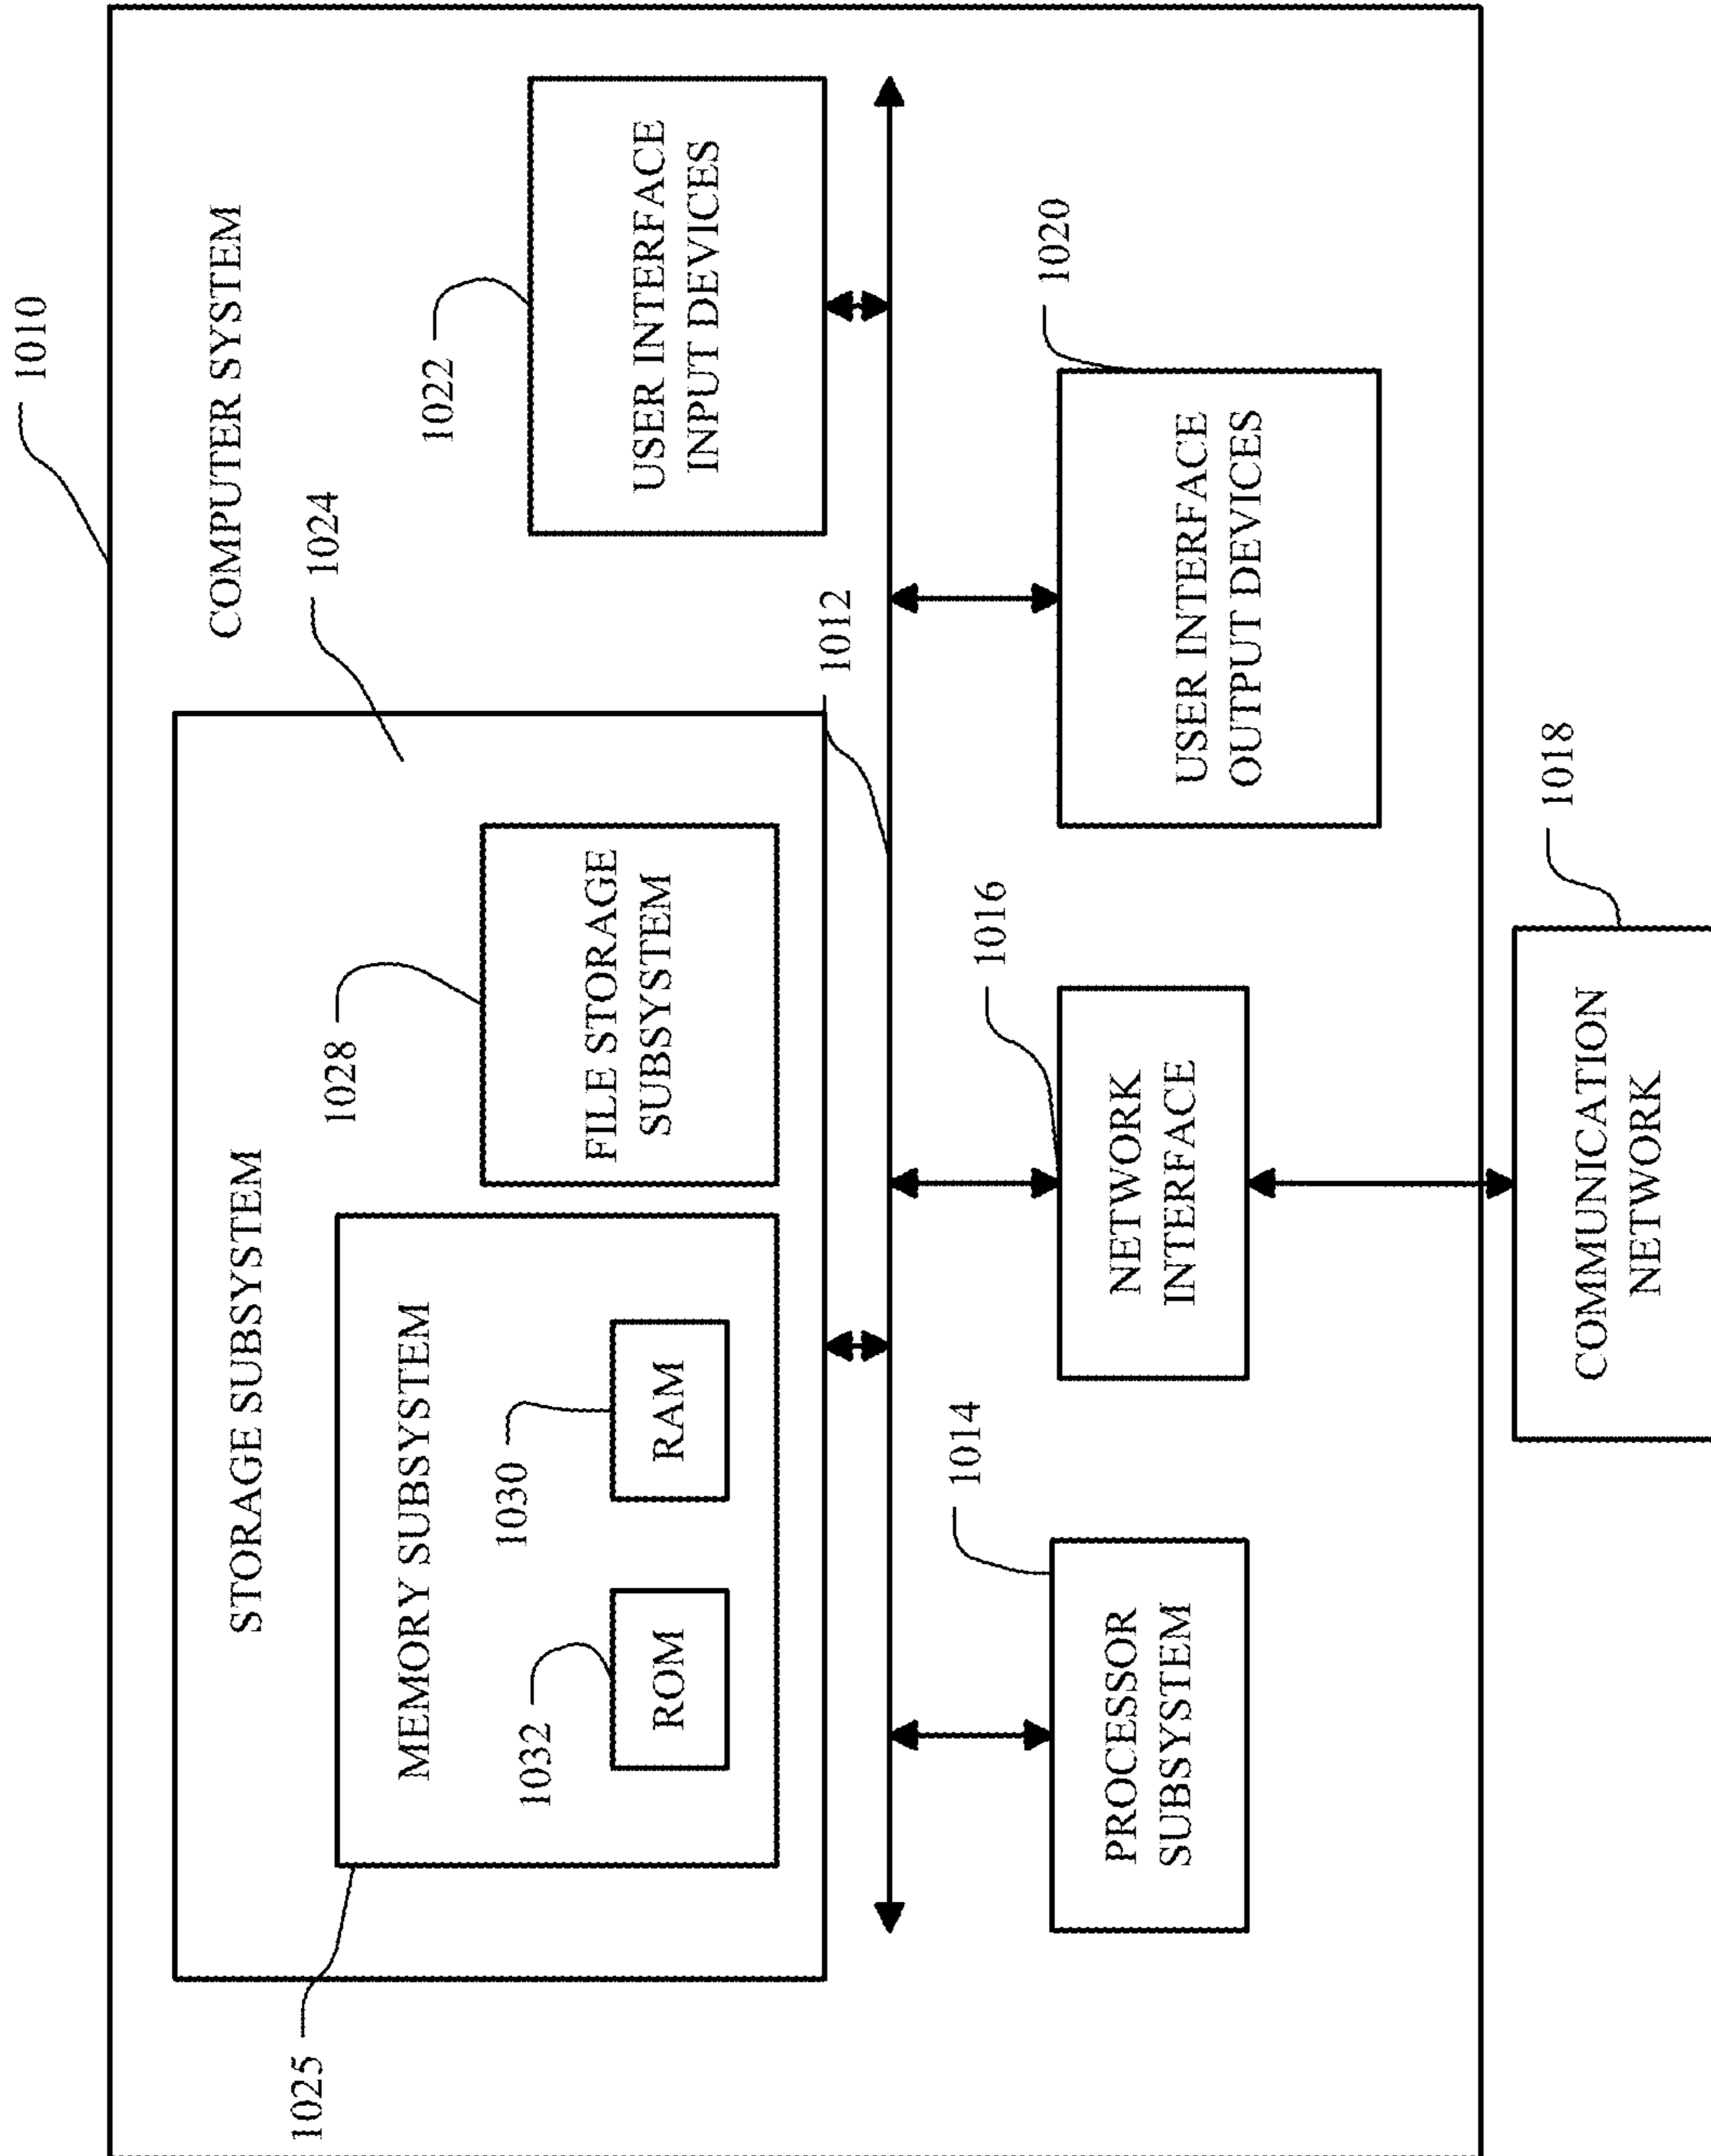 1010
COMPUTER SYSTEM
STORAGE SUBSYSTEM
1024
1025
MEMORY SUBSYSTEM
1032
ROM
1030
RAM
1028
FILE STORAGE
SUBSYSTEM
1022
USER INTERFACE
INPUT DEVICES
1012
1014
PROCESSOR
SUBSYSTEM
1016
NETWORK
INTERFACE
1020
USER INTERFACE
OUTPUT DEVICES
1018
COMMUNICATION
NETWORK